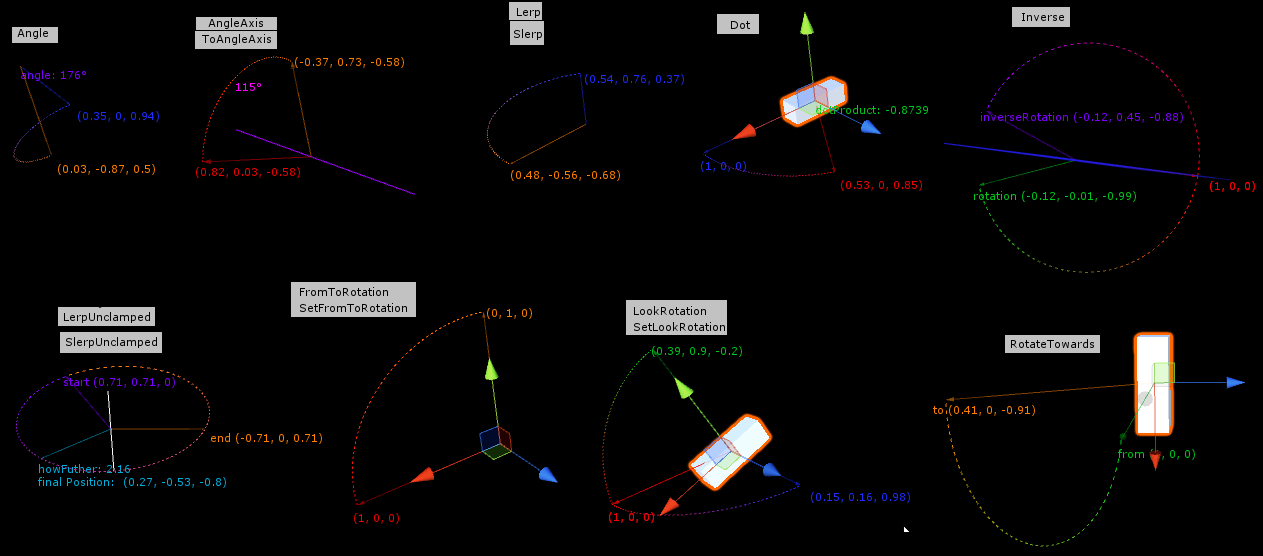 Angle
angle: 176°
(0.35, 0, 0.94)
(0.03, -0.87, 0.5)
AngleAxis
ToAngleAxis
(-0.37, 0.73, -0.58)
115°
(0.82, 0.03, -0.58)
Lerp
Slerp
(0.54, 0.76, 0.37)
(0.48, -0.56, -0.68)
Dot
dotProduct: -0.8739
(1, 0, 0)
(0.53, 0, 0.85)
Inverse
inverseRotation (-0.12, 0.45, -0.88)
(1, 0, 0)
rotation (-0.12, -0.01, -0.99)
LerpUnclamped
SlerpUnclamped
start (0.71, 0.71, 0)
end (-0.71, 0, 0.71)
howFuther: 2.16
final Position: (0.27, -0.53, -0.8)
FromToRotation
SetFromToRotation
(0, 1, 0)
(1, 0, 0)
LookRotation
SetLookRotation
(0.39, 0.9, -0.2)
(0.15, 0.16, 0.98)
(1, 0, 0)
RotateTowards
to (0.41, 0, -0.91)
from , 0, 0)